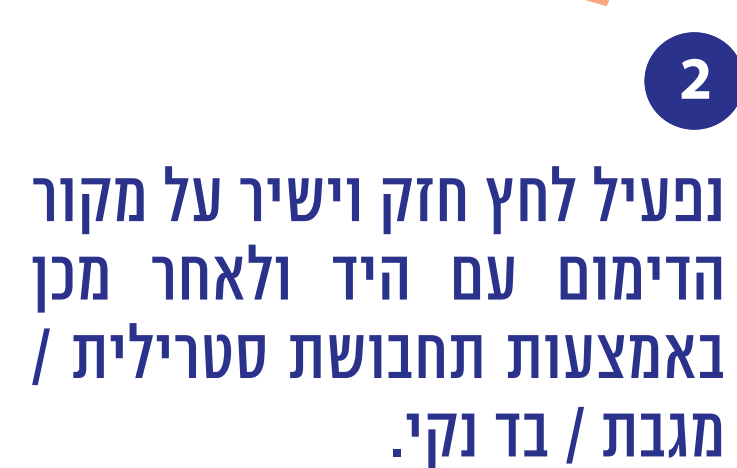 2
נפעיל לחץ חזק וישיר על מקור
הדימום עם היד ולאחר מכן
באמצעות תחבושת סטרילית /
מגבת / בד נקי.